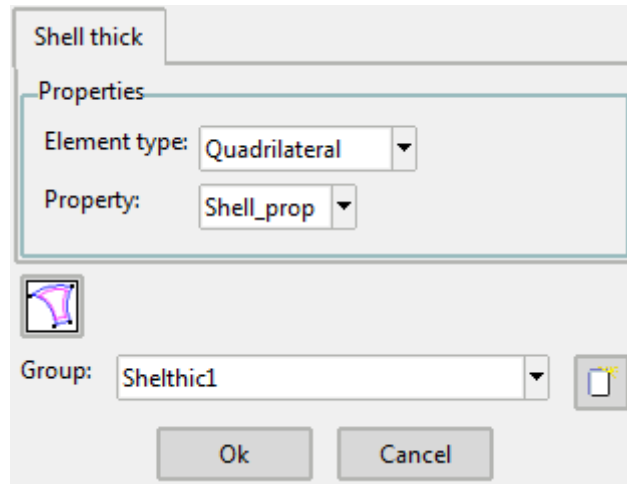 Shell thick
Properties
Element type: Quadrilateral
Property: Shell_prop
Group: Shelthic1
Ok Cancel